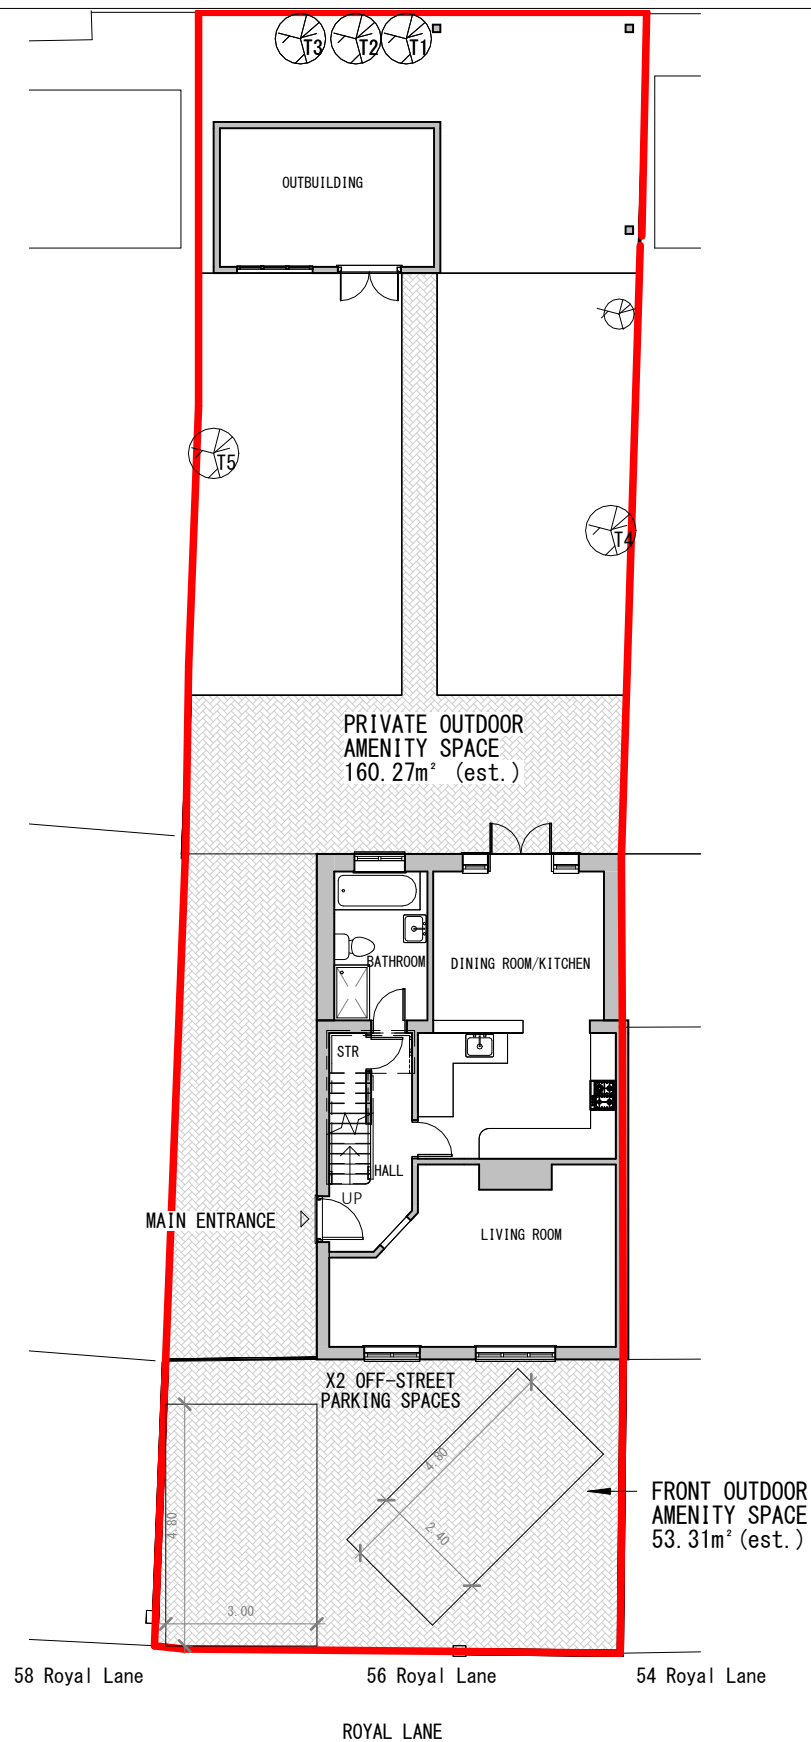 T3
T2
T1
OUTBUILDING
T5
T4
PRIVATE OUTDOOR
AMENITY SPACE
160.27m² (est.)
BATHROOM
DINING ROOM/KITCHEN
STR
HALL
UP
MAIN ENTRANCE
LIVING ROOM
X2 OFF-STREET
PARKING SPACES
4.80
2.40
4.80
3.00
FRONT OUTDOOR
AMENITY SPACE
53.31m² (est.)
58 Royal Lane
56 Royal Lane
54 Royal Lane
ROYAL LANE